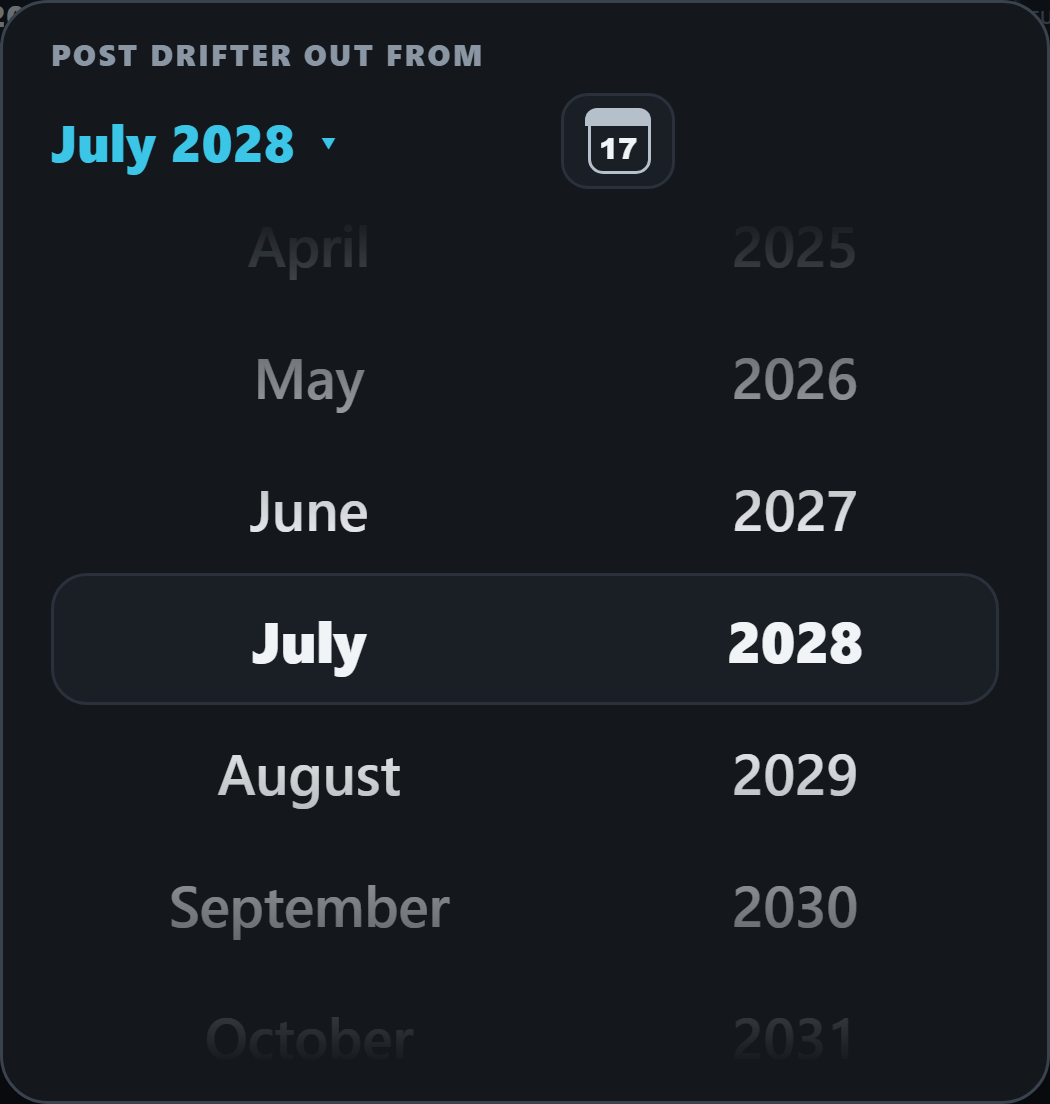 POST DRIFTER OUT FROM
July 2028
17
April 2025
May 2026
June 2027
July 2028
August 2029
September 2030
October 2031